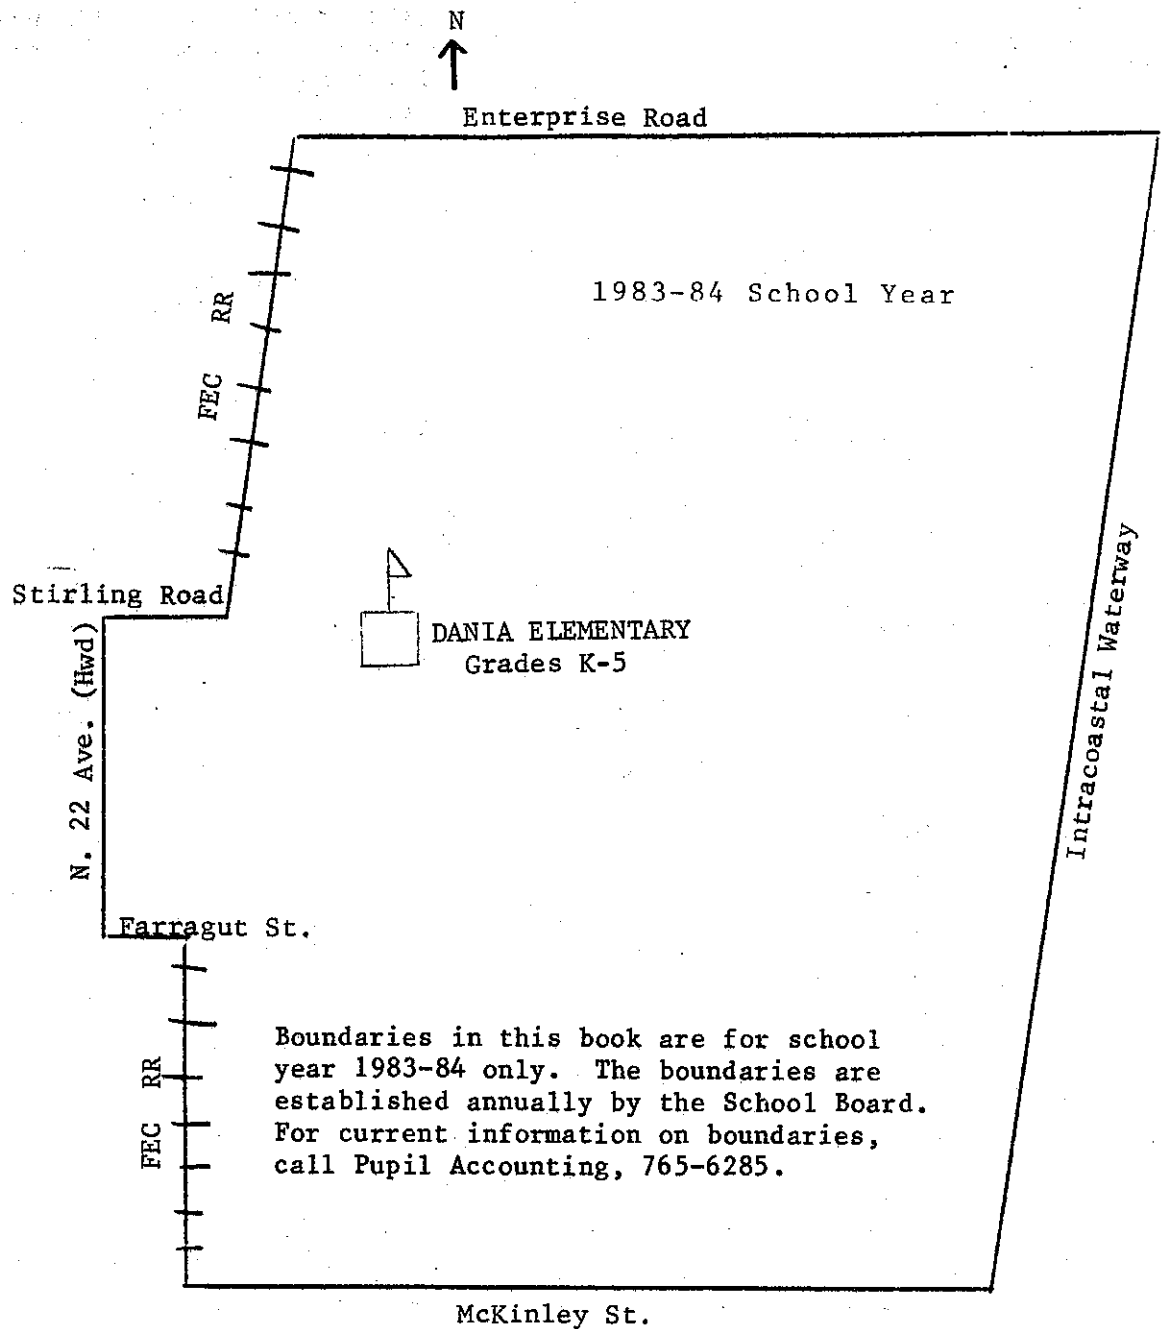 N
Enterprise Road
1983-84 School Year
RR
FEC
Stirling Road
DANIA ELEMENTARY
Grades K-5
N. 22 Ave. (Hwd)
Intracoastal Waterway
Farragut St.
Boundaries in this book are for school
year 1983-84 only. The boundaries are
established annually by the School Board.
For current information on boundaries,
call Pupil Accounting, 765-6285.
RR
FEC
McKinley St.